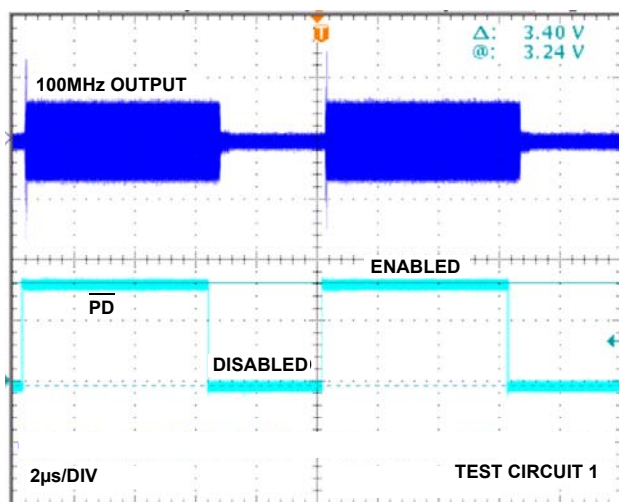 Δ: 3.40 V
@: 3.24 V
100MHz OUTPUT
T
ENABLED
PD
DISABLED
2µs/DIV
TEST CIRCUIT 1